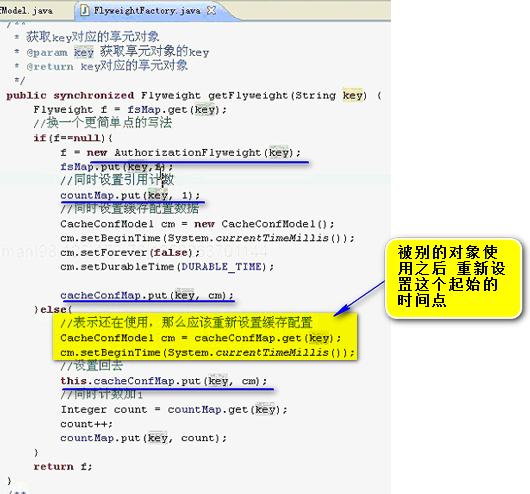 fModel.java
FlyweightFactory.java
/**
* 获取key对应的享元对象
* @param key 获取享元对象的key
* @return key对应的享元对象
*/
public synchronized Flyweight getFlyweight(String key) {
Flyweight f = fsMap.get(key);
//换一个更简单点的写法
if(f==null){
f = new AuthorizationFlyweight(key);
fsMap.put(key,f);
//同时设置引用计数
countMap.put(key, 1);
//同时设置缓存配置数据
CacheConfModel cm = new CacheConfModel();
cm.setBeginTime(System.currentTimeMillis());
cm.setForever(false);
cm.setDurableTime(DURABLE_TIME);
cacheConfMap.put(key, cm);
}else{
//表示还在使用，那么应该重新设置缓存配置
CacheConfModel cm = cacheConfMap.get(key);
cm.setBeginTime(System.currentTimeMillis());
//设置回去
this.cacheConfMap.put(key, cm);
//同时计数加1
Integer count = countMap.get(key);
count++;
countMap.put(key, count);
}
return f;
}
/**
被别的对象使
用之后 重新设
置这个起始的
时间点